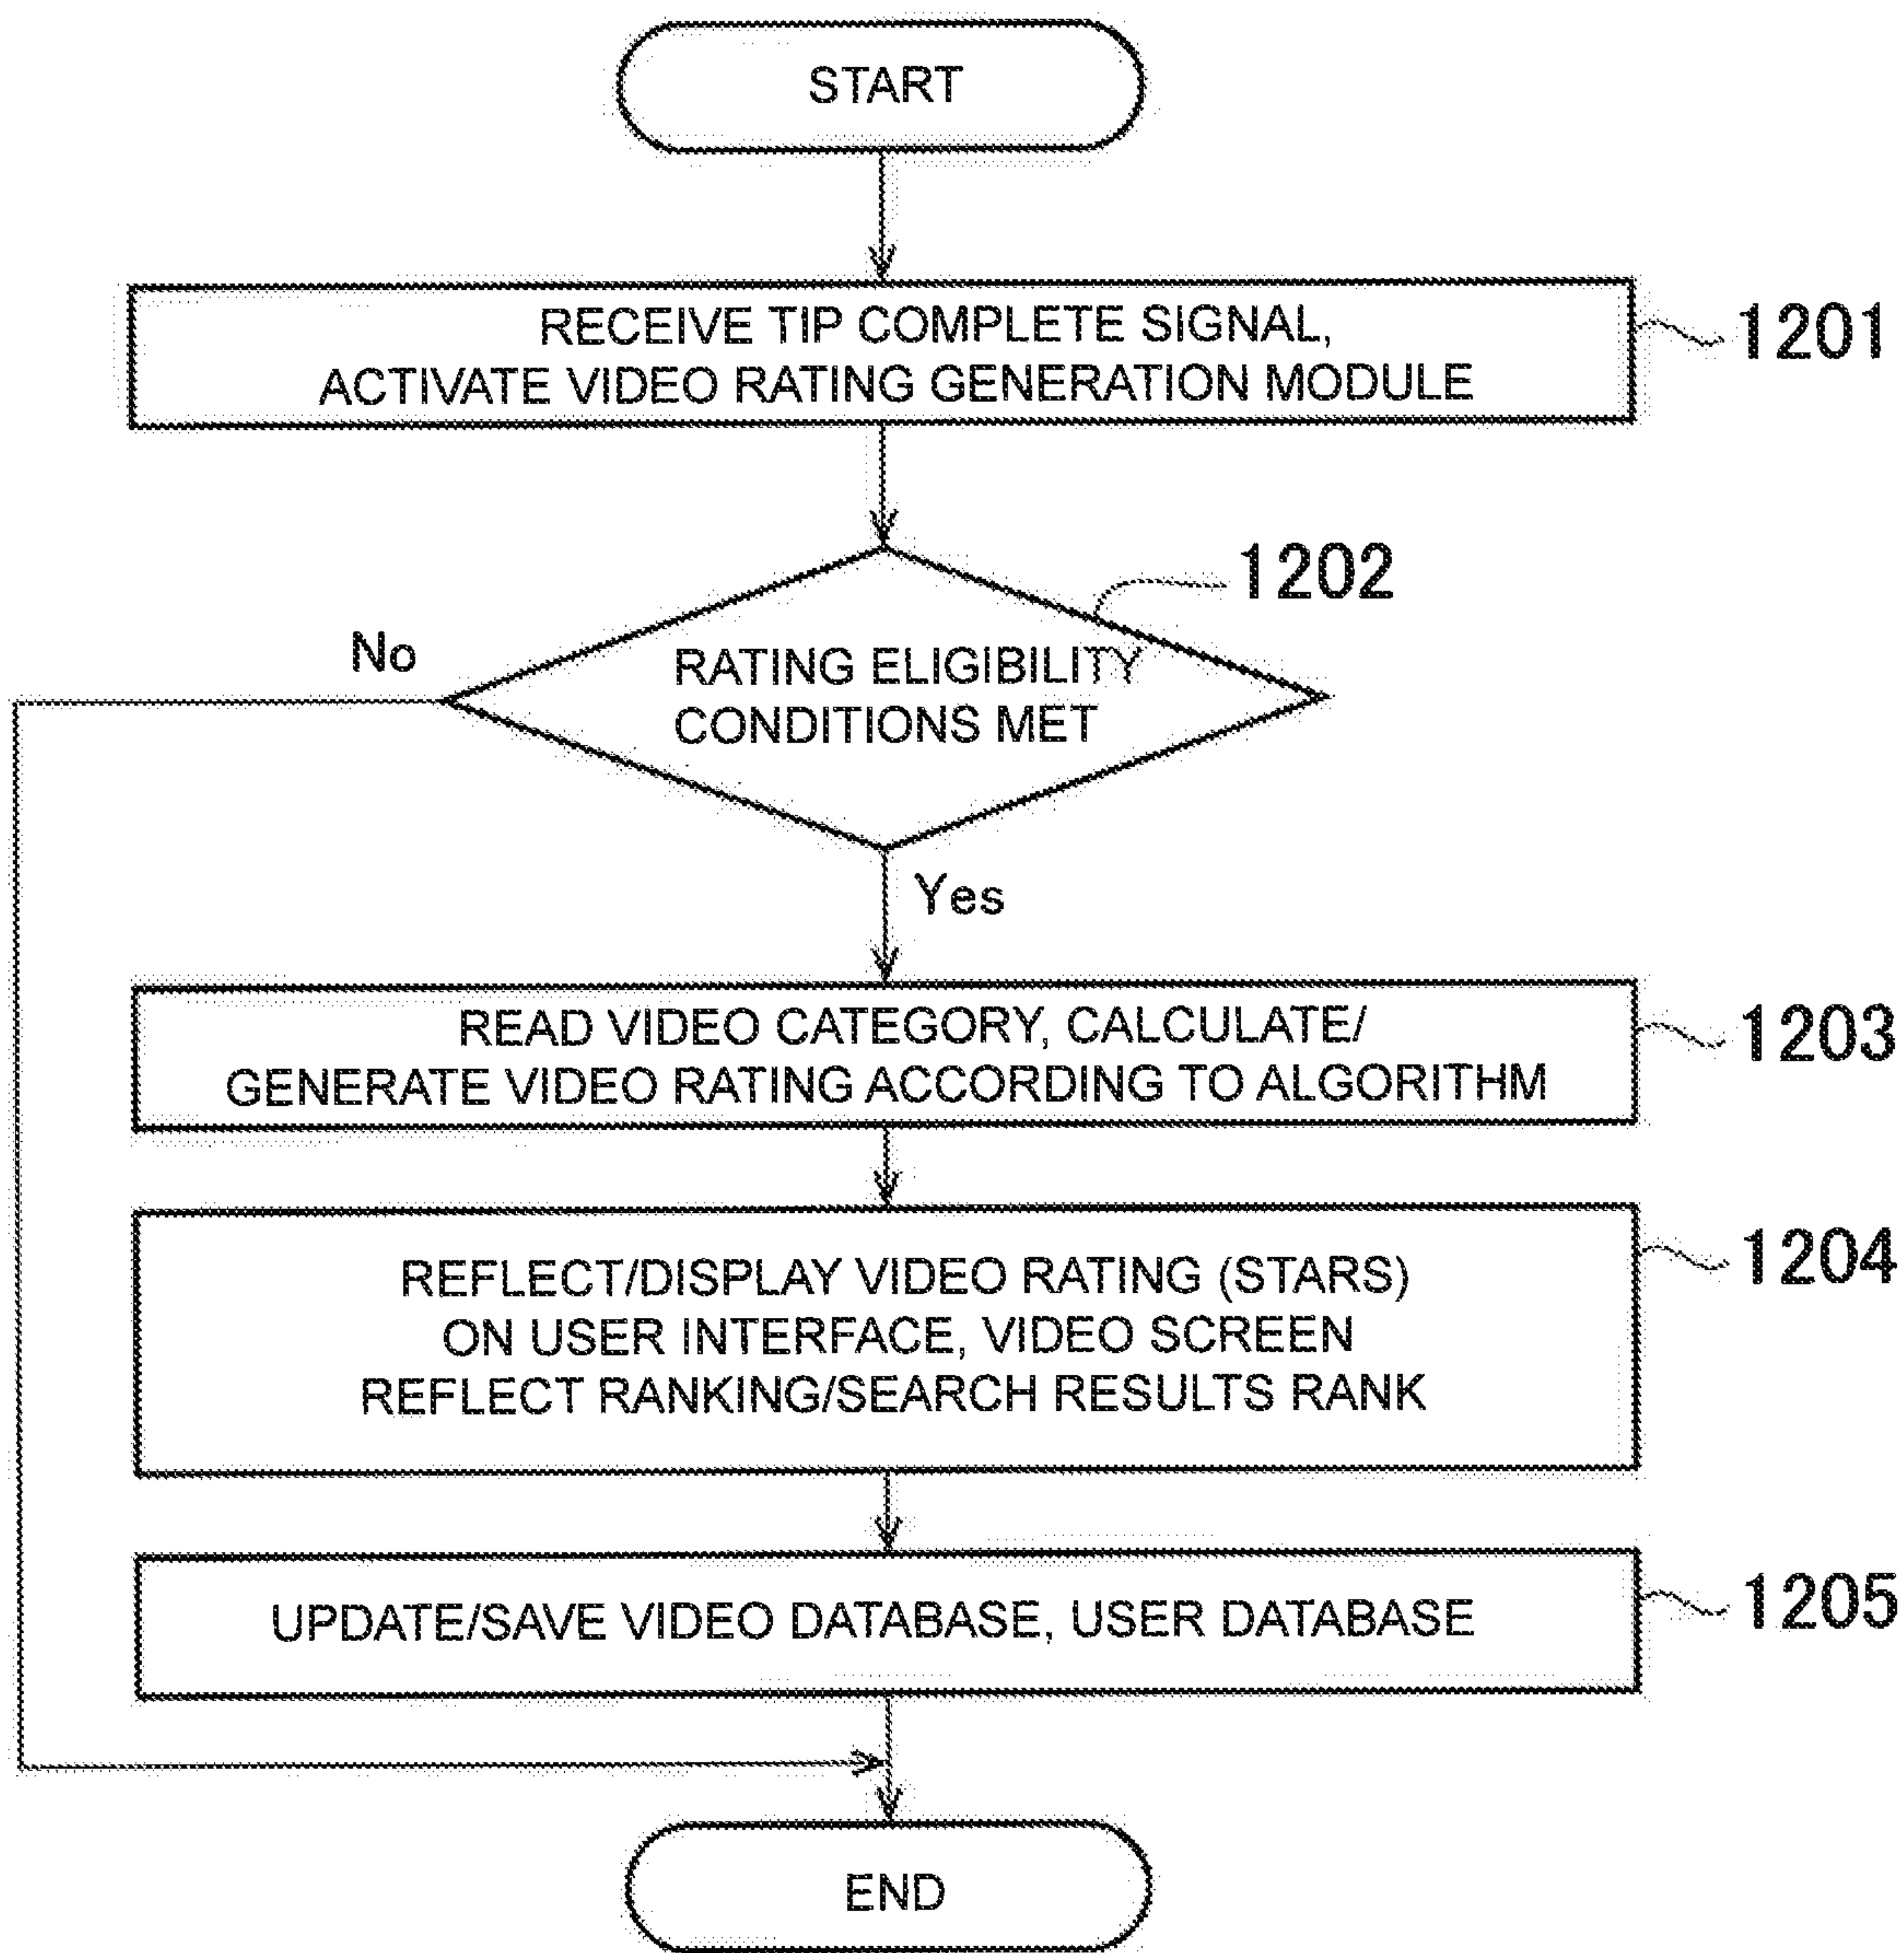 START
RECEIVE TIP COMPLETE SIGNAL,
ACTIVATE VIDEO RATING GENERATION MODULE
1201
1202
No
RATING ELIGIBILITY
CONDITIONS MET
Yes
READ VIDEO CATEGORY, CALCULATE/
GENERATE VIDEO RATING ACCORDING TO ALGORITHM
1203
REFLECT/DISPLAY VIDEO RATING (STARS)
ON USER INTERFACE, VIDEO SCREEN
REFLECT RANKING/SEARCH RESULTS RANK
1204
UPDATE/SAVE VIDEO DATABASE, USER DATABASE
1205
END